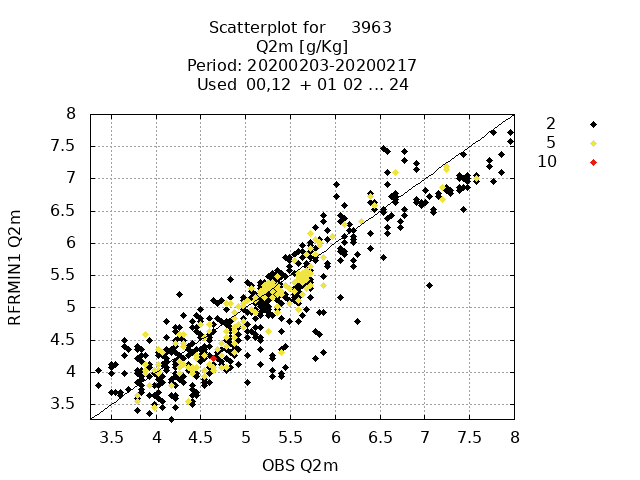 Scatterplot for 3963
Q2m [g/Kg]
Period: 20200203-20200217
Used 00,12 + 01 02 ... 24
8
7.5
7
6.5
6
5.5
5
4.5
4
3.5
RFRMIN1 Q2m
3.5 4 4.5 5 5.5 6 6.5 7 7.5 8
OBS Q2m
2
5
10